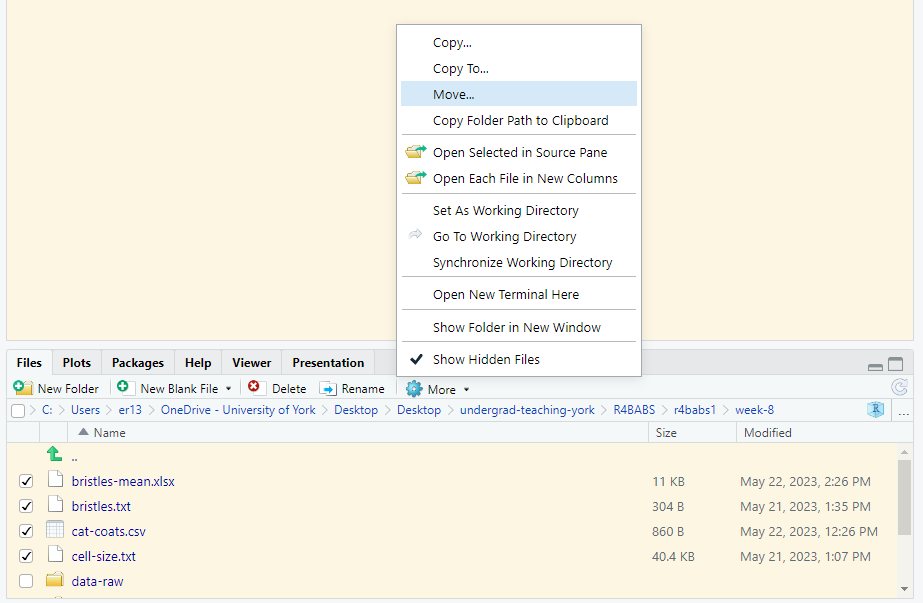 Copy...
Copy To...
Move...
Copy Folder Path to Clipboard
Open Selected in Source Pane
Open Each File in New Columns
Set As Working Directory
Go To Working Directory
Synchronize Working Directory
Open New Terminal Here
Show Folder in New Window
Show Hidden Files
Files Plots Packages Help Viewer Presentation
New Folder New Blank File Delete Rename More
C: Users er13 OneDrive - University of York Desktop Desktop undergrad-teaching-york R4BABS r4babs1 week-8 R ...
Name Size Modified
..
bristles-mean.xlsx 11 KB May 22, 2023, 2:26 PM
bristles.txt 304 B May 21, 2023, 1:35 PM
cat-coats.csv 860 B May 22, 2023, 12:26 PM
cell-size.txt 40.4 KB May 21, 2023, 1:07 PM
data-raw